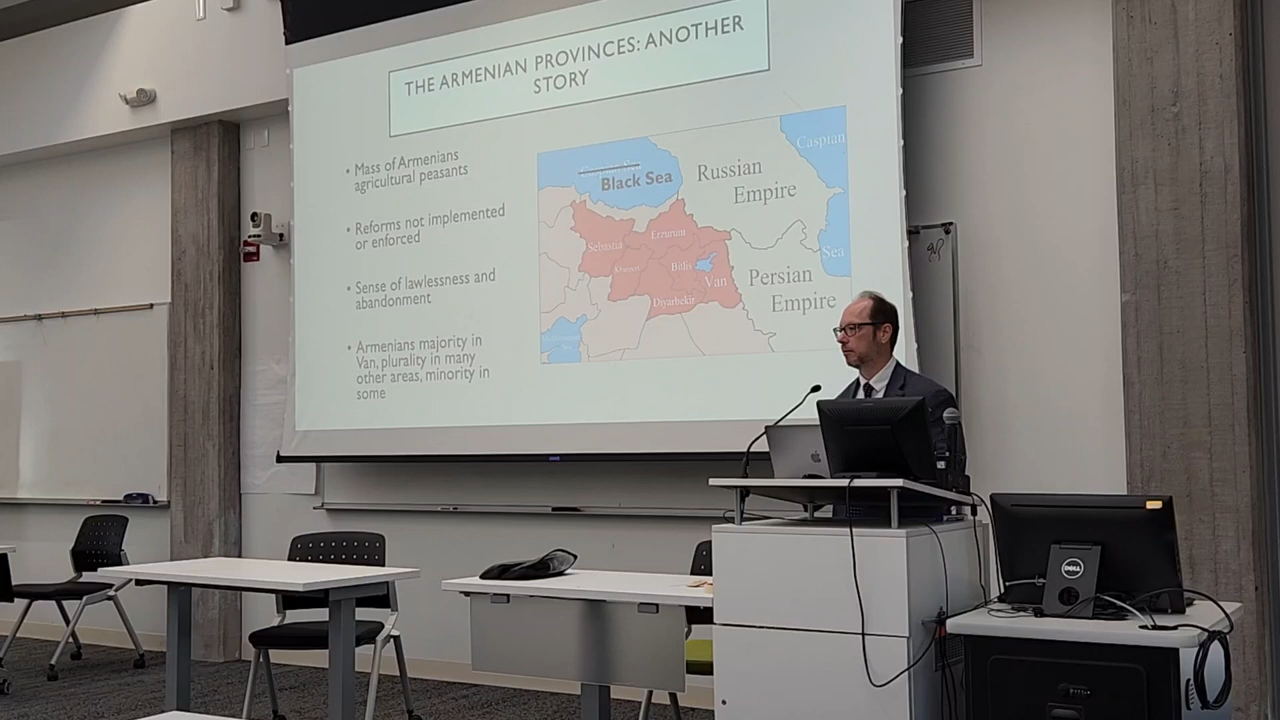 THE ARMENIAN PROVINCES: ANOTHER
STORY
• Mass of Armenians
agricultural peasants
• Reforms not implemented
or enforced
• Sense of lawlessness and
abandonment
• Armenians majority in
Van, plurality in many
other areas, minority in
some
Caspian
Sea
Black Sea
Russian
Empire
Sebastia
Erzurum
Bitlis
Van
Diyarbekir
Persian
Empire
DELL